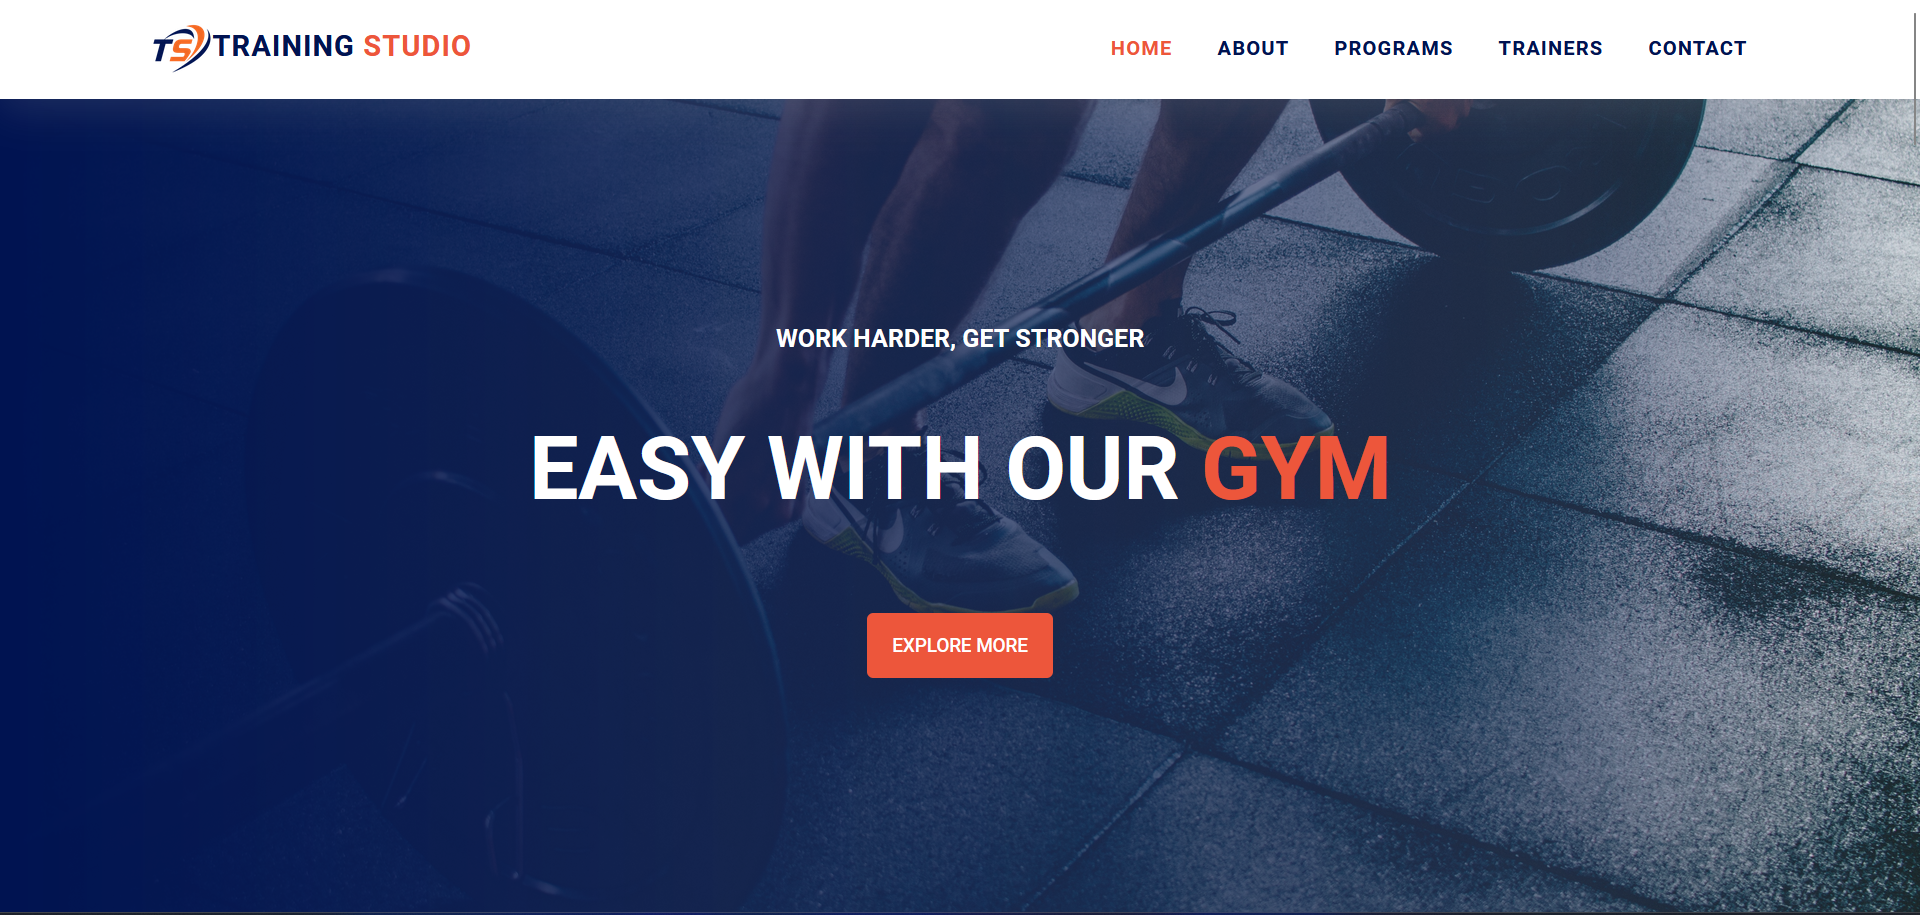 TS TRAINING STUDIO
HOME ABOUT PROGRAMS TRAINERS CONTACT
WORK HARDER, GET STRONGER
EASY WITH OUR GYM
EXPLORE MORE